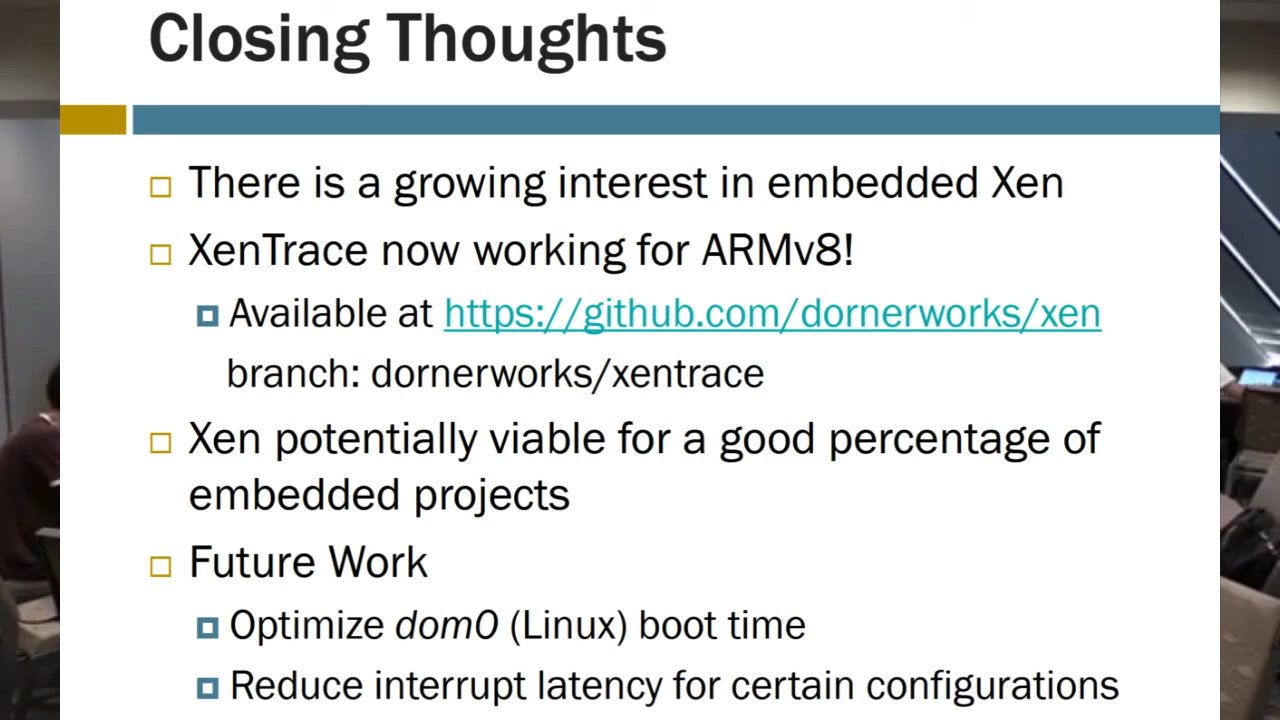 Closing Thoughts
There is a growing interest in embedded Xen
XenTrace now working for ARMv8!
Available at https://github.com/dornerworks/xen
branch: dornerworks/xentrace
Xen potentially viable for a good percentage of
embedded projects
Future Work
Optimize dom0 (Linux) boot time
Reduce interrupt latency for certain configurations